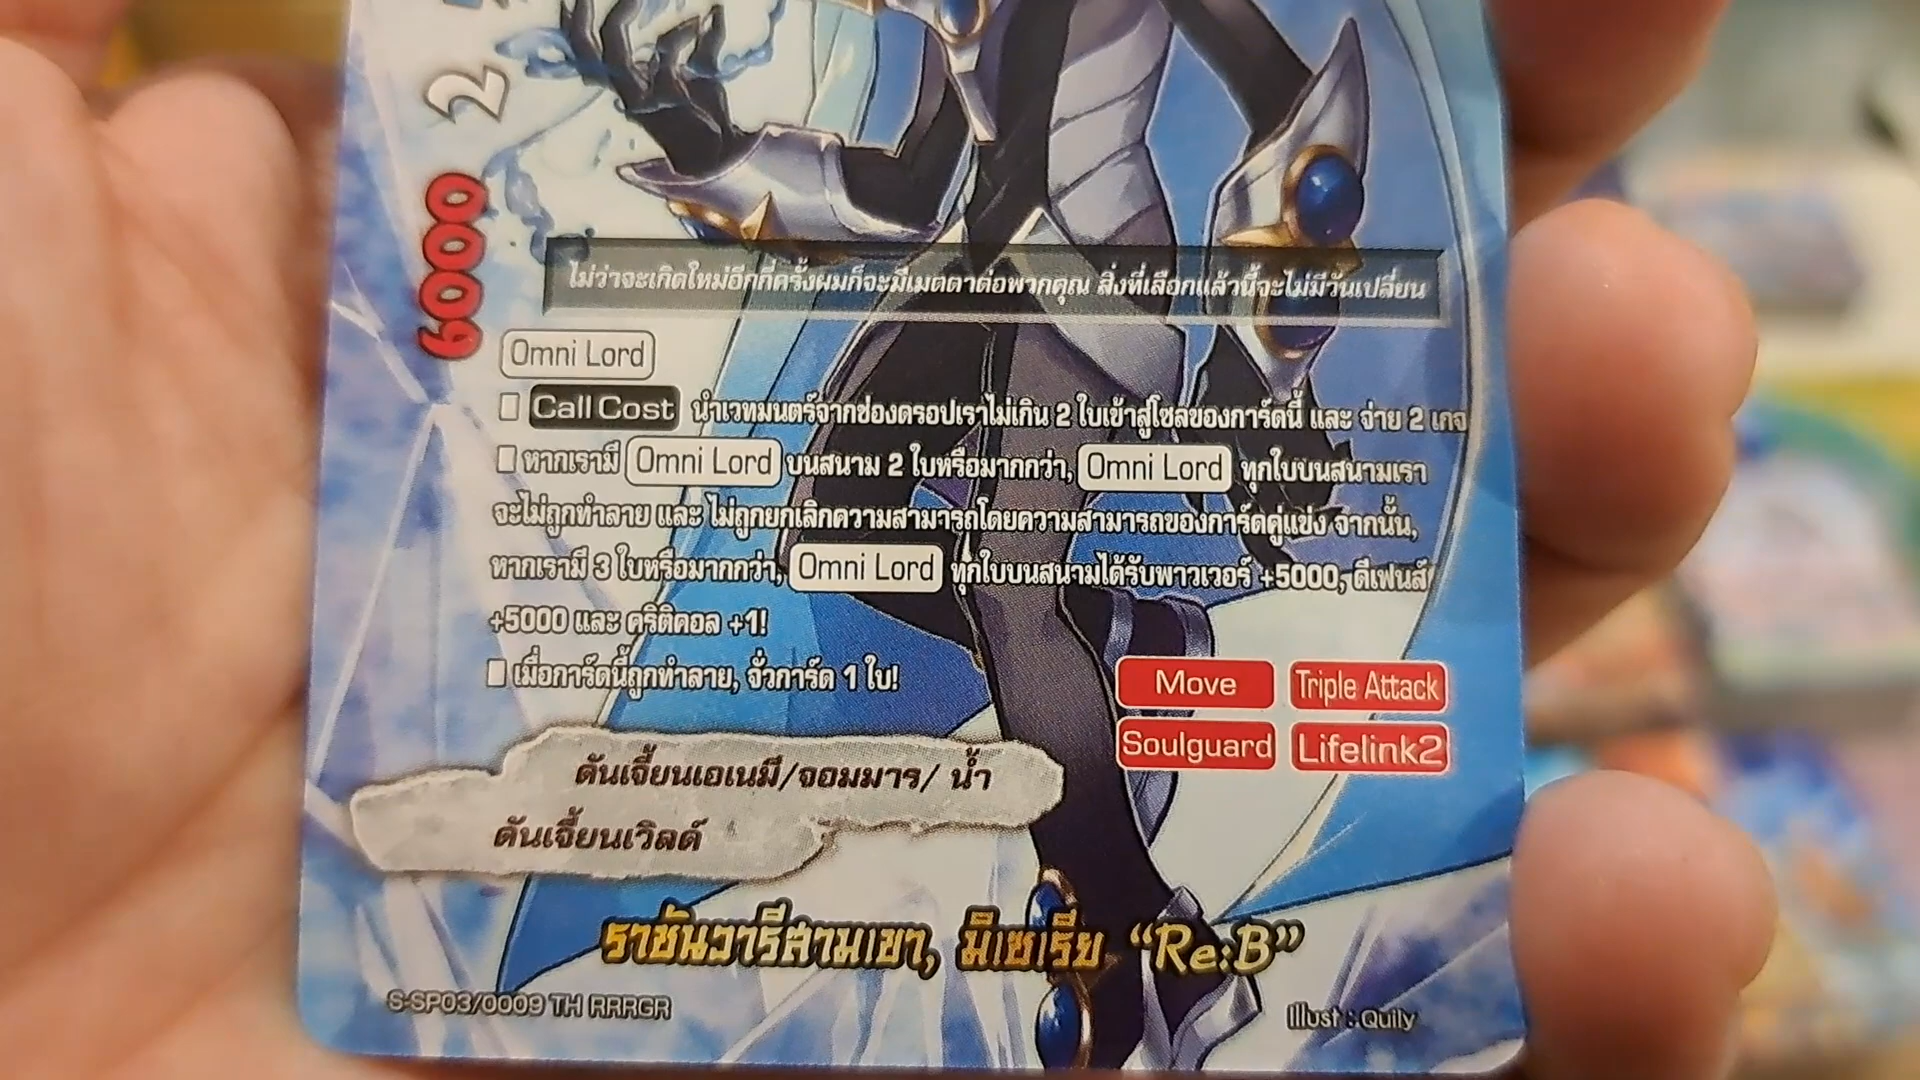 2
6000
ไม่ว่าจะเกิดใหม่อีกกี่ครั้งผมก็จะมีเมตตาต่อพวกคุณ สิ่งที่เลือกแล้วนี้จะไม่มีวันเปลี่ยน
Omni Lord
Call Cost นำเวทมนตร์จากช่องดรอปเราไม่เกิน 2 ใบเข้าสู่โซลของการ์ดนี้ และ จ่าย 2 เกจ
หากเรามี Omni Lord บนสนาม 2 ใบหรือมากกว่า, Omni Lord ทุกใบบนสนามเรา
จะไม่ถูกทำลาย และ ไม่ถูกยกเลิกความสามารถโดยความสามารถของการ์ดคู่แข่ง จากนั้น,
หากเรามี 3 ใบหรือมากกว่า, Omni Lord ทุกใบบนสนามได้รับพาวเวอร์ +5000, ดีเฟนส์
+5000 และ คริติคอล +1!
เมื่อการ์ดนี้ถูกทำลาย, จั่วการ์ด 1 ใบ!
Move Triple Attack
Soulguard Lifelink2
ดันเจี้ยนเอเนมี/จอมมาร/ น้ำ
ดันเจี้ยนเวิลด์
ราชันวารีสามเขา, มิเซเรีย “Re:B”
S-SP03/0009 TH RRRGR
Illust : Quily